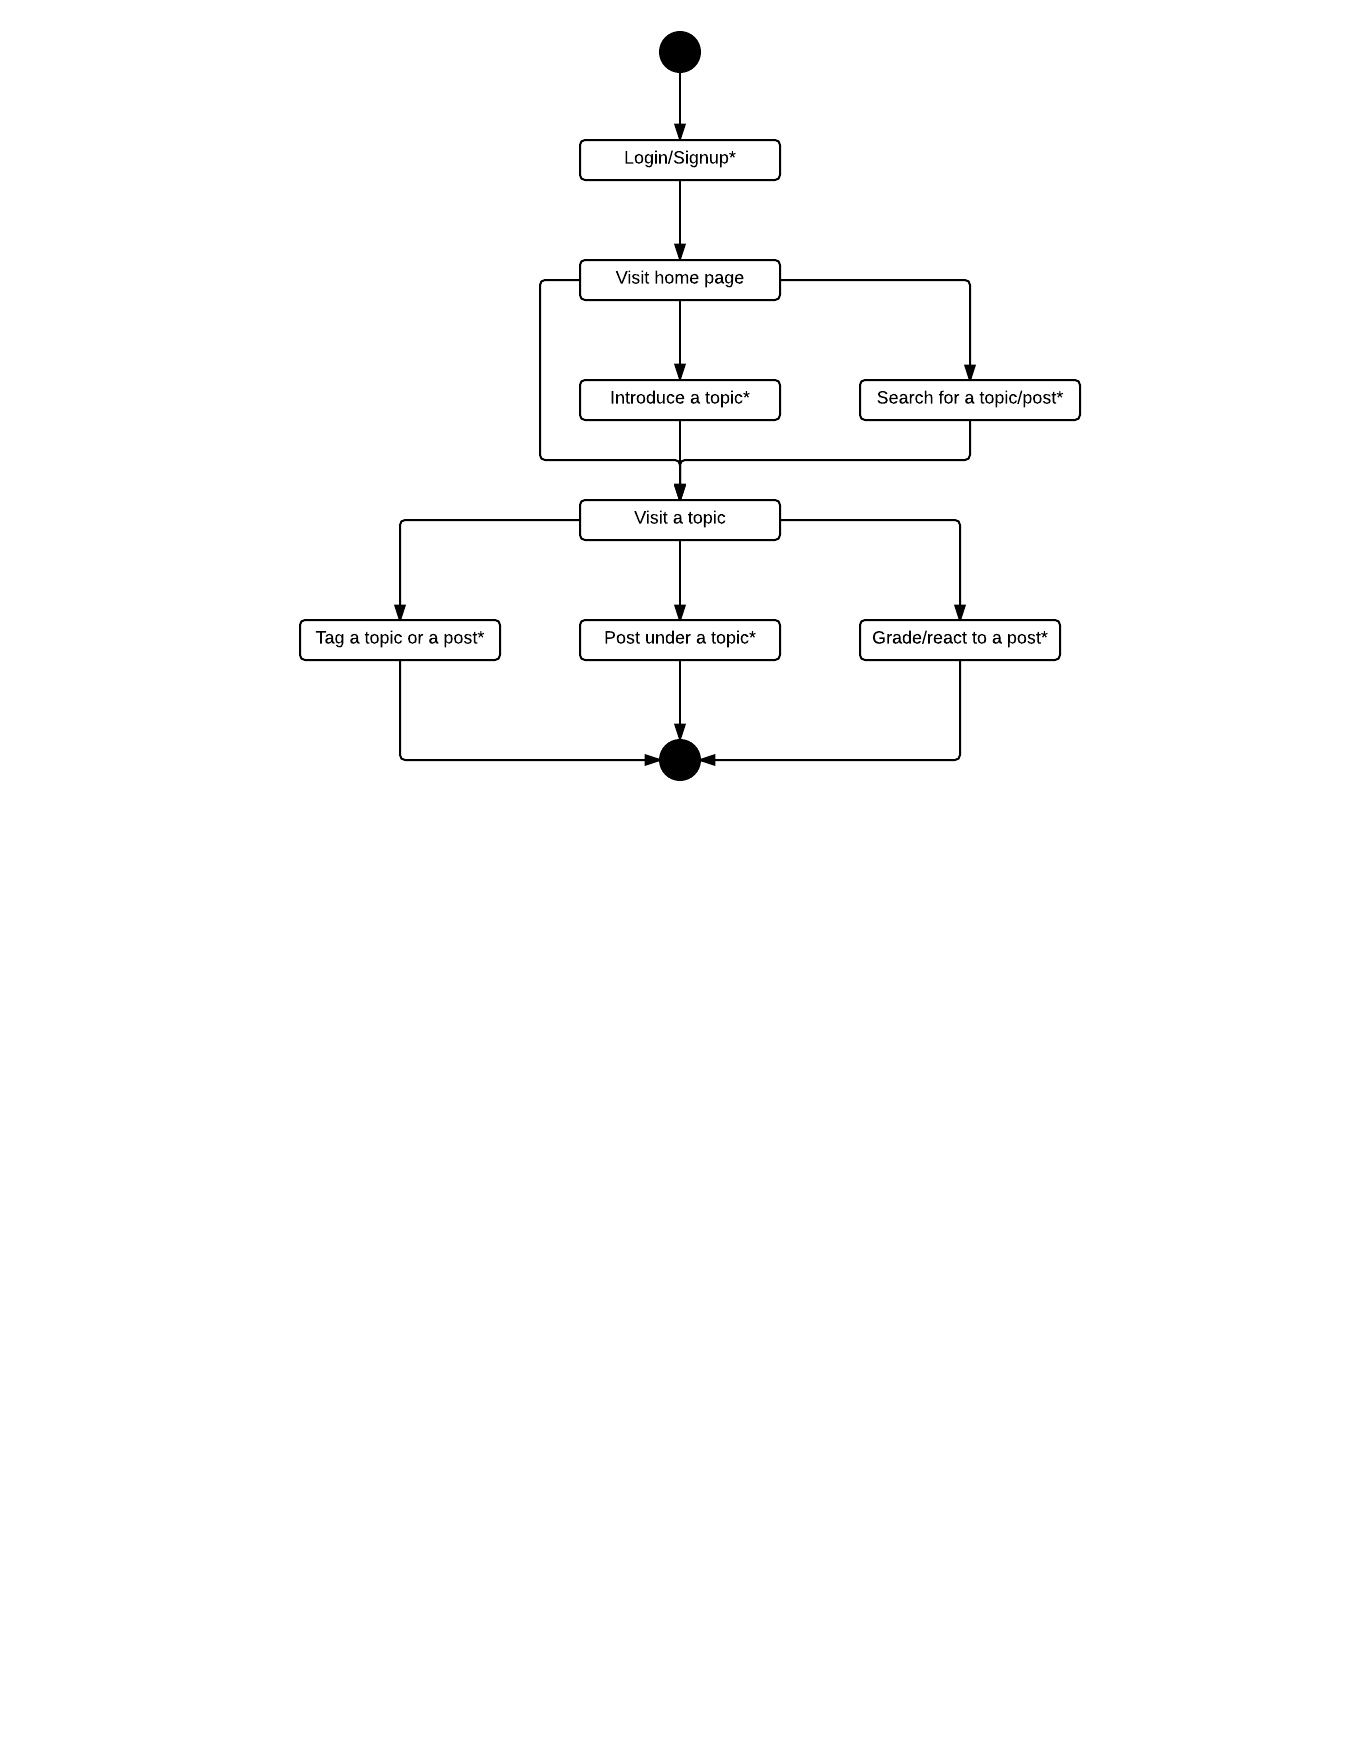 Login/Signup*
Visit home page
Introduce a topic*
Search for a topic/post*
Visit a topic
Tag a topic or a post*
Post under a topic*
Grade/react to a post*